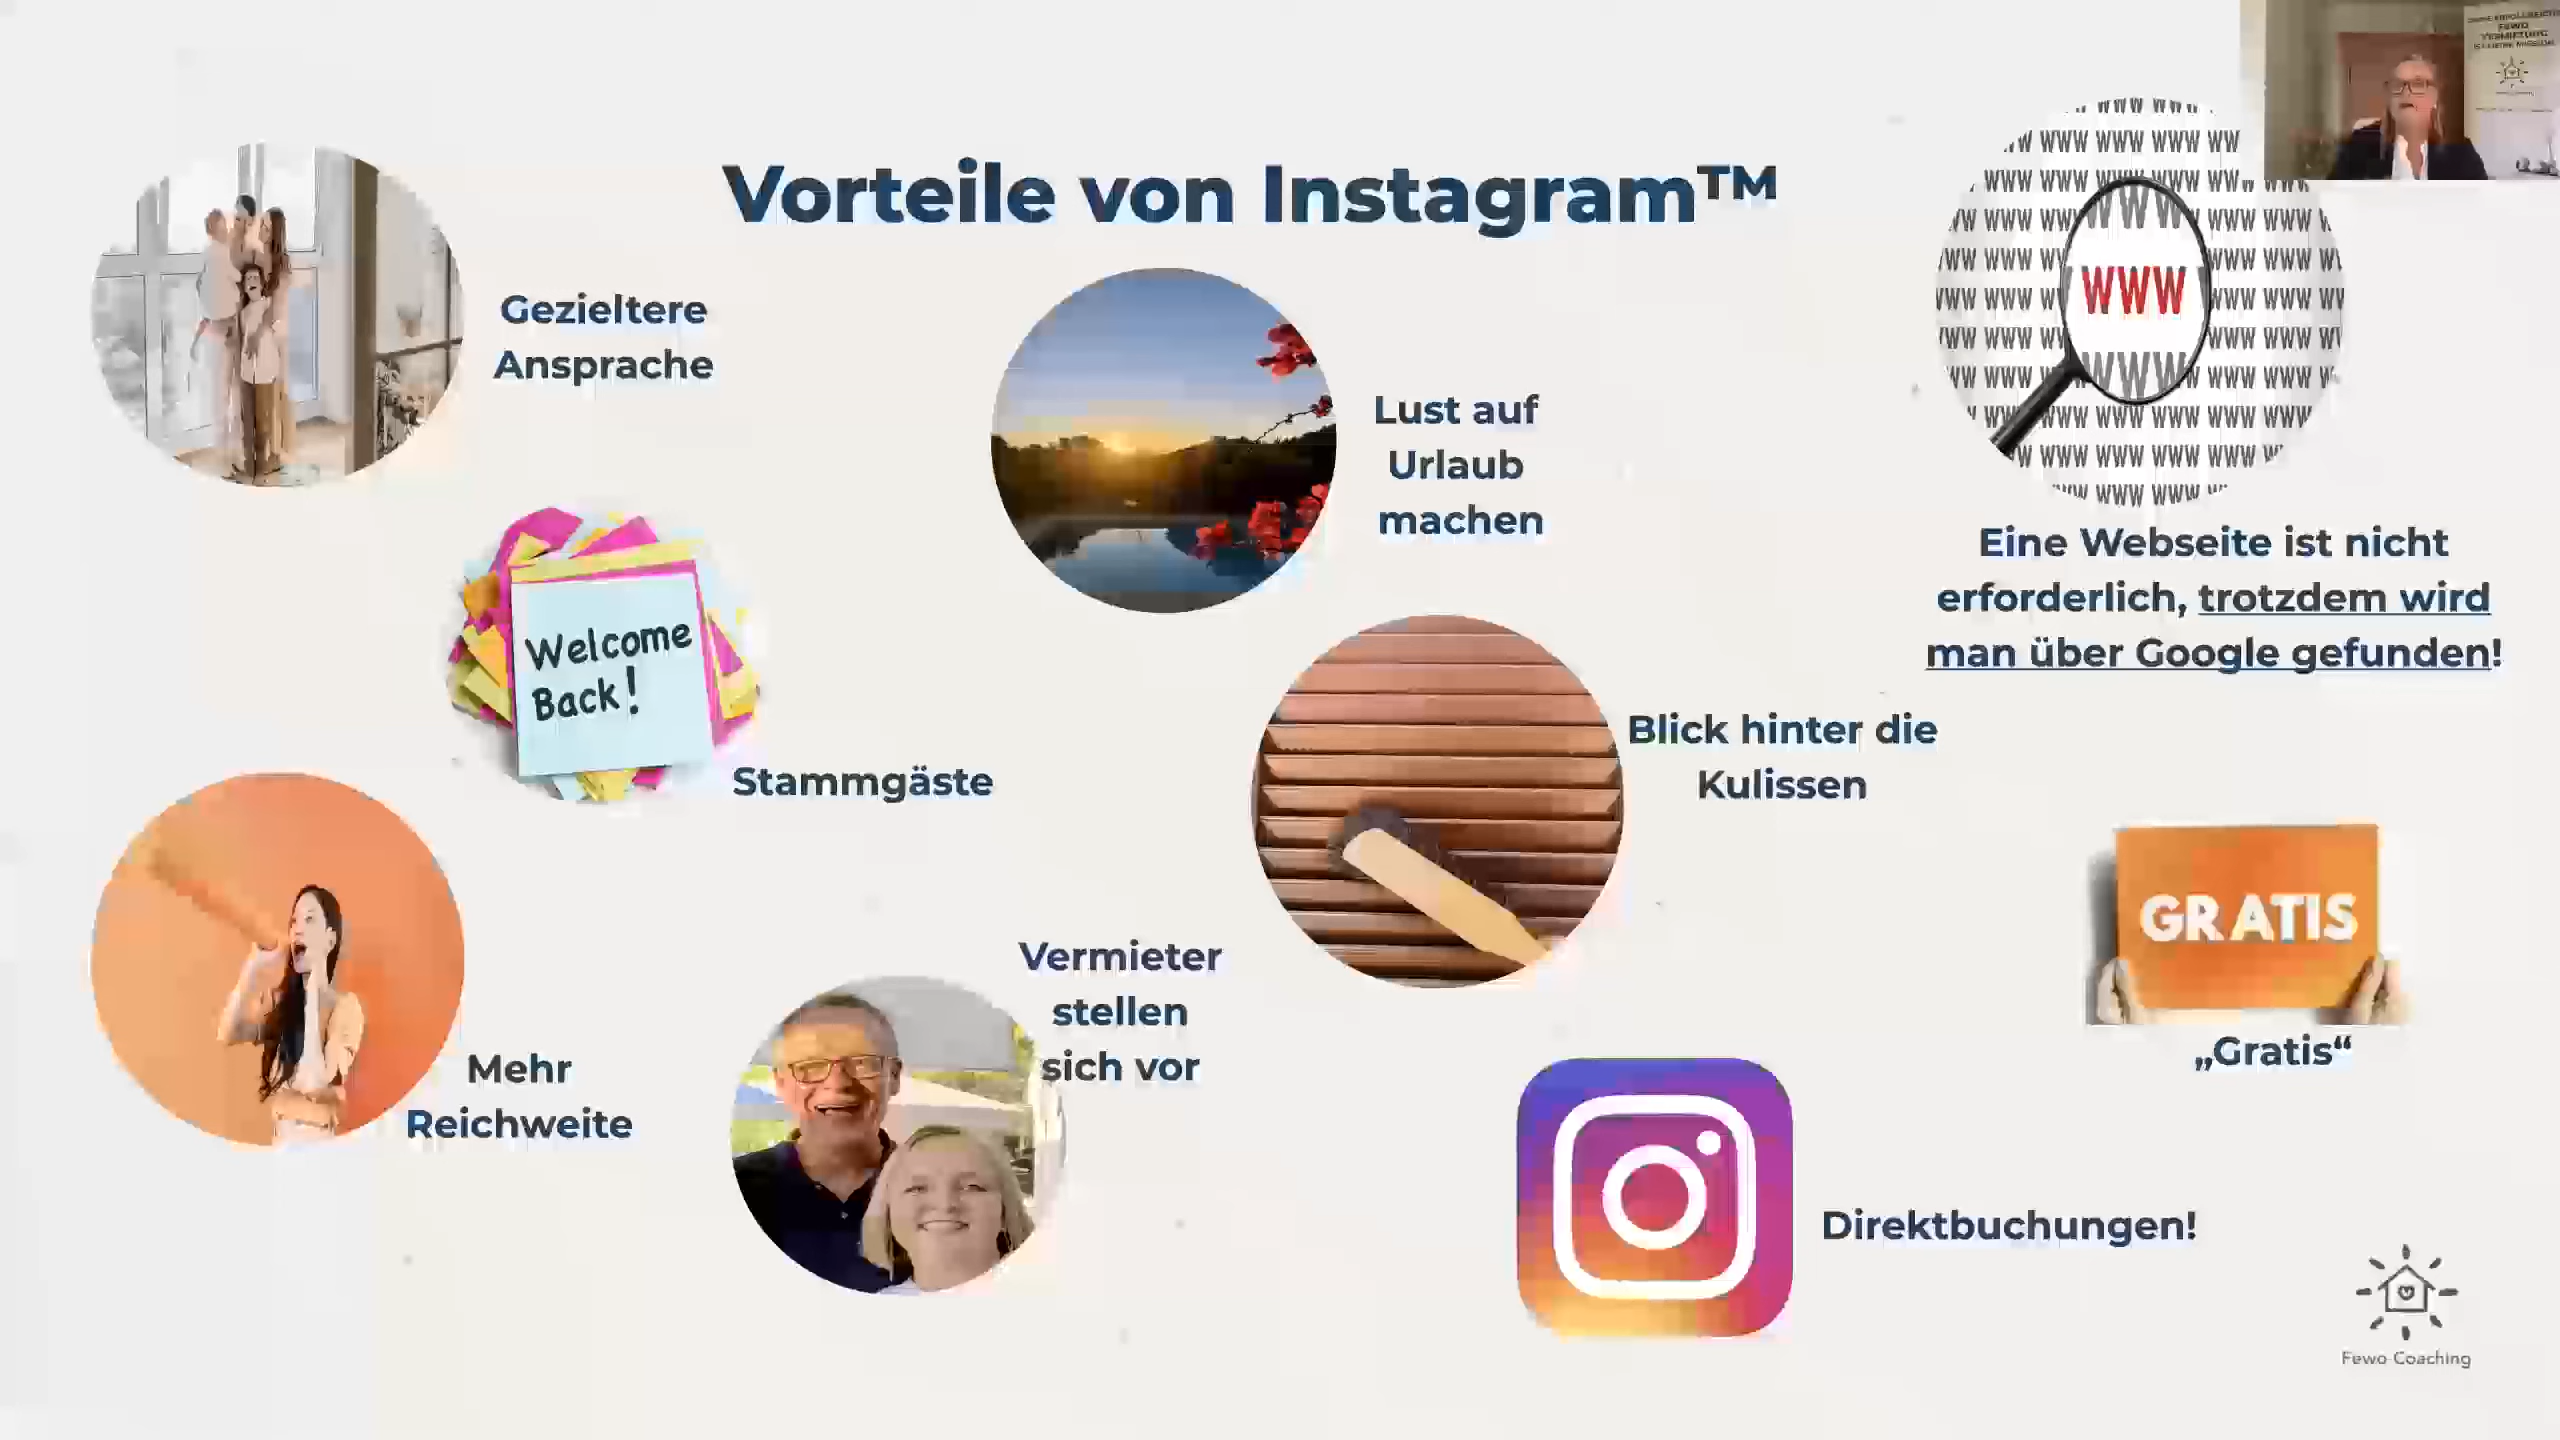 Vorteile von Instagram™
Gezieltere
Ansprache
Lust auf
Urlaub
machen
WWW
Eine Webseite ist nicht
erforderlich, trotzdem wird
man über Google gefunden!
Welcome
Back!
Stammgäste
Blick hinter die
Kulissen
GRATIS
„Gratis“
Mehr
Reichweite
Vermieter
stellen
sich vor
Direktbuchungen!
Fewo-Coaching